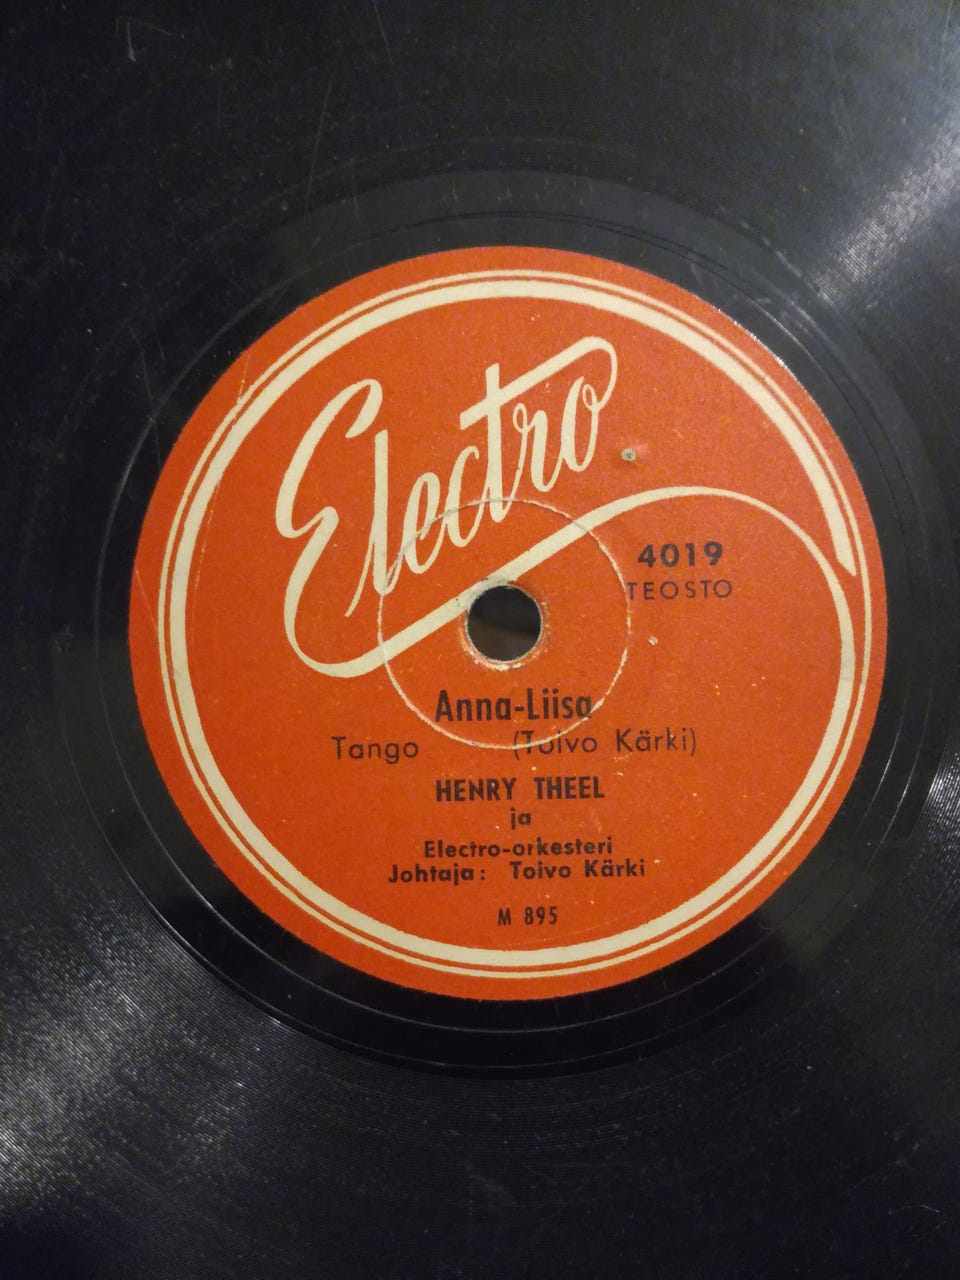 Electro
4019
TEOSTO
Anna-Liisa
Tango (Toivo Kärki)
HENRY THEEL
ja
Electro-orkesteri
Johtaja: Toivo Kärki
M 895